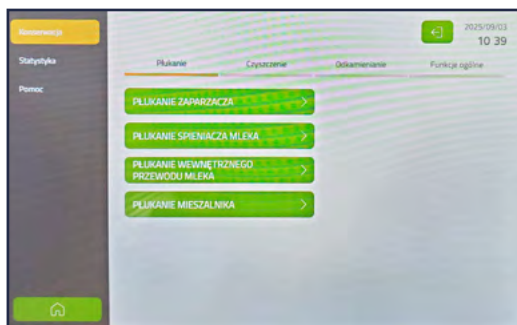 Konserwacja
Statystyka
Pomoc
2025/09/03
10 39
Płukanie
Czyszczenie
Odkamienianie
Funkcje ogólne
PŁUKANIE ZAPARZACZA
PŁUKANIE SPIENIACZA MLEKA
PŁUKANIE WEWNĘTRZNEGO
PRZEWODU MLEKA
PŁUKANIE MIESZALNIKA